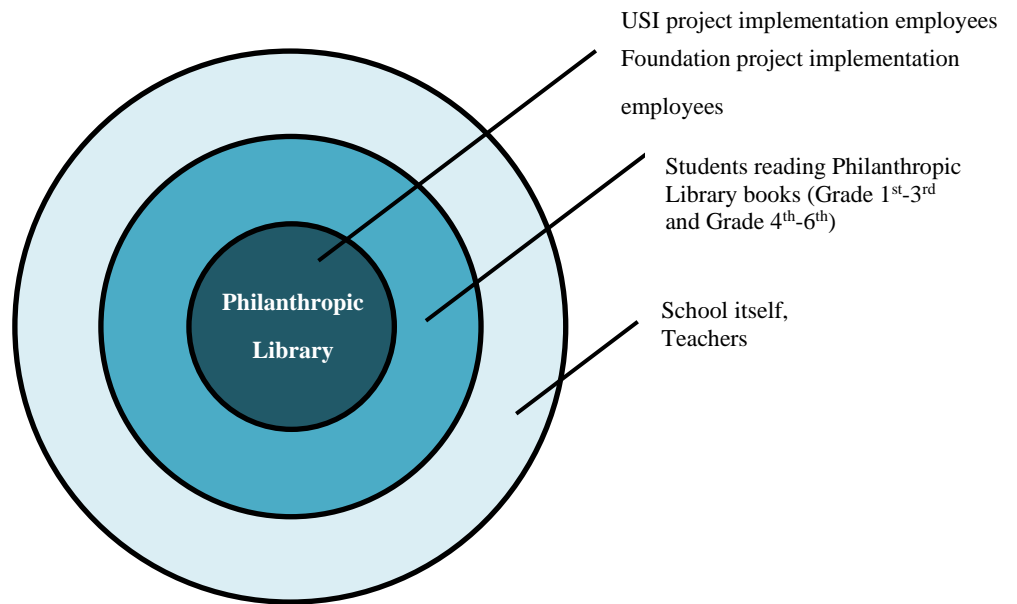 USI project implementation employees
Foundation project implementation
employees
Students reading Philanthropic
Library books (Grade 1st-3rd
and Grade 4th-6th)
Philanthropic
Library
School itself,
Teachers